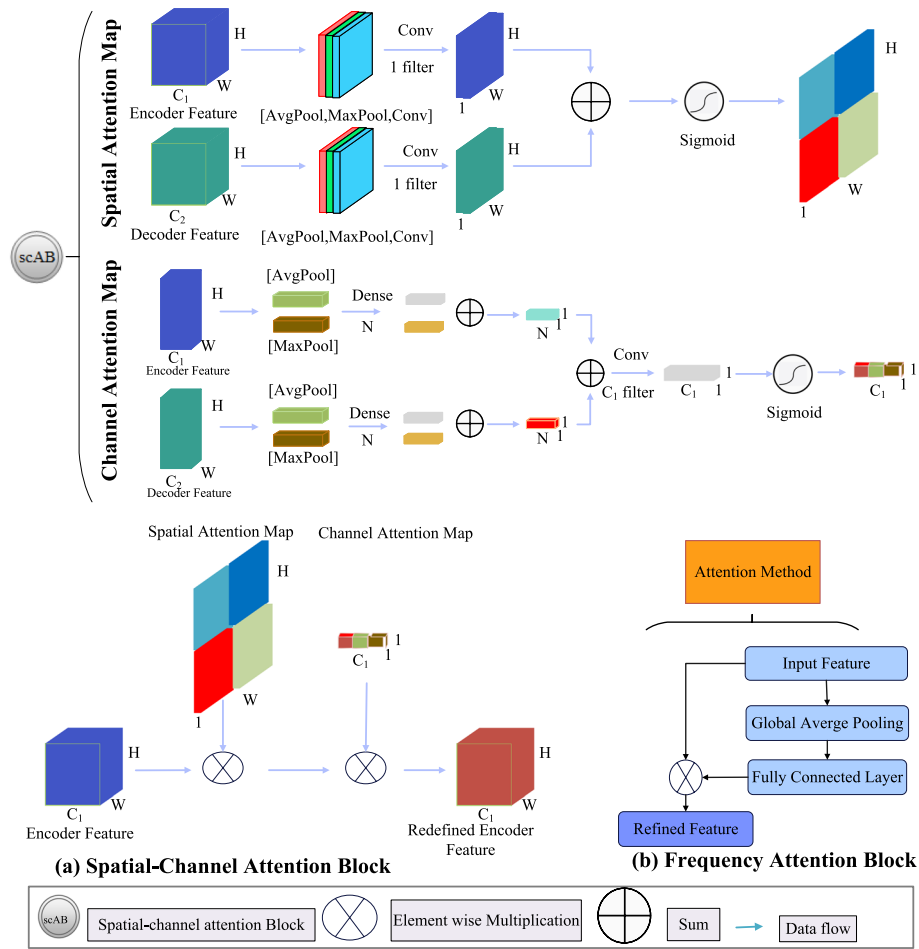 scAB
Spatial Attention Map
H
W
C1
Encoder Feature
[AvgPool,MaxPool,Conv]
Conv
1 filter
H
W
1
H
W
C2
Decoder Feature
[AvgPool,MaxPool,Conv]
Conv
1 filter
H
W
1
Sigmoid
H
W
1
Channel Attention Map
H
W
C1
Encoder Feature
[AvgPool]
[MaxPool]
Dense
N
N
1
1
H
W
C2
Decoder Feature
[AvgPool]
[MaxPool]
Dense
N
N
1
1
Conv
C1 filter
C1
1
1
Sigmoid
C1
1
1
Spatial Attention Map
Channel Attention Map
H
W
1
C1
1
1
H
W
C1
Encoder Feature
H
W
C1
Redefined Encoder
Feature
(a) Spatial-Channel Attention Block
Attention Method
Input Feature
Global Averge Pooling
Fully Connected Layer
Refined Feature
(b) Frequency Attention Block
scAB
Spatial-channel attention Block
Element wise Multiplication
Sum
Data flow